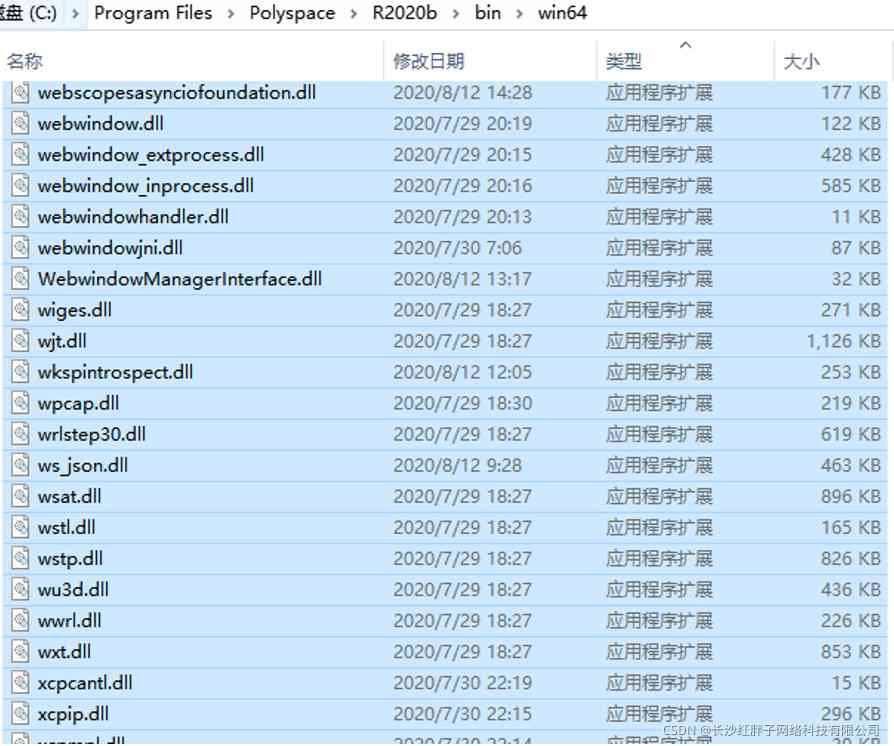 盘 (C:) › Program Files › Polyspace › R2020b › bin › win64
名称 修改日期 类型 大小
webscopesasynciofoundation.dll 2020/8/12 14:28 应用程序扩展 177 KB
webwindow.dll 2020/7/29 20:19 应用程序扩展 122 KB
webwindow_extprocess.dll 2020/7/29 20:15 应用程序扩展 428 KB
webwindow_inprocess.dll 2020/7/29 20:16 应用程序扩展 585 KB
webwindowhandler.dll 2020/7/29 20:13 应用程序扩展 11 KB
webwindowjni.dll 2020/7/30 7:06 应用程序扩展 87 KB
WebwindowManagerInterface.dll 2020/8/12 13:17 应用程序扩展 32 KB
wiges.dll 2020/7/29 18:27 应用程序扩展 271 KB
wjt.dll 2020/7/29 18:27 应用程序扩展 1,126 KB
wkspintrospect.dll 2020/8/12 12:05 应用程序扩展 253 KB
wpcap.dll 2020/7/29 18:30 应用程序扩展 219 KB
wrlstep30.dll 2020/7/29 18:27 应用程序扩展 619 KB
ws_json.dll 2020/8/12 9:28 应用程序扩展 463 KB
wsat.dll 2020/7/29 18:27 应用程序扩展 896 KB
wstl.dll 2020/7/29 18:27 应用程序扩展 165 KB
wstp.dll 2020/7/29 18:27 应用程序扩展 826 KB
wu3d.dll 2020/7/29 18:27 应用程序扩展 436 KB
wwrl.dll 2020/7/29 18:27 应用程序扩展 226 KB
wxt.dll 2020/7/29 18:27 应用程序扩展 853 KB
xcpcantl.dll 2020/7/30 22:19 应用程序扩展 15 KB
xcpip.dll 2020/7/30 22:15 应用程序扩展 296 KB
CSDN @长沙红胖子网络科技有限公司